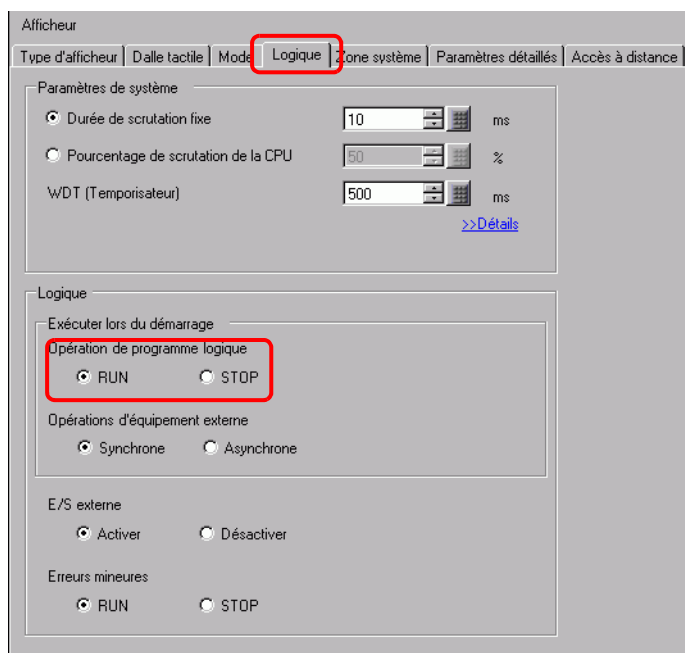 Afficheur
Type d'afficheur Dalle tactile Mode Logique Zone système Paramètres détaillés Accès à distance
Paramètres de système
Durée de scrutation fixe 10 ms
Pourcentage de scrutation de la CPU 50 %
WDT (Temporisateur) 500 ms
>>Détails
Logique
Exécuter lors du démarrage
Opération de programme logique
RUN STOP
Opérations d'équipement externe
Synchrone Asynchrone
E/S externe
Activer Désactiver
Erreurs mineures
RUN STOP